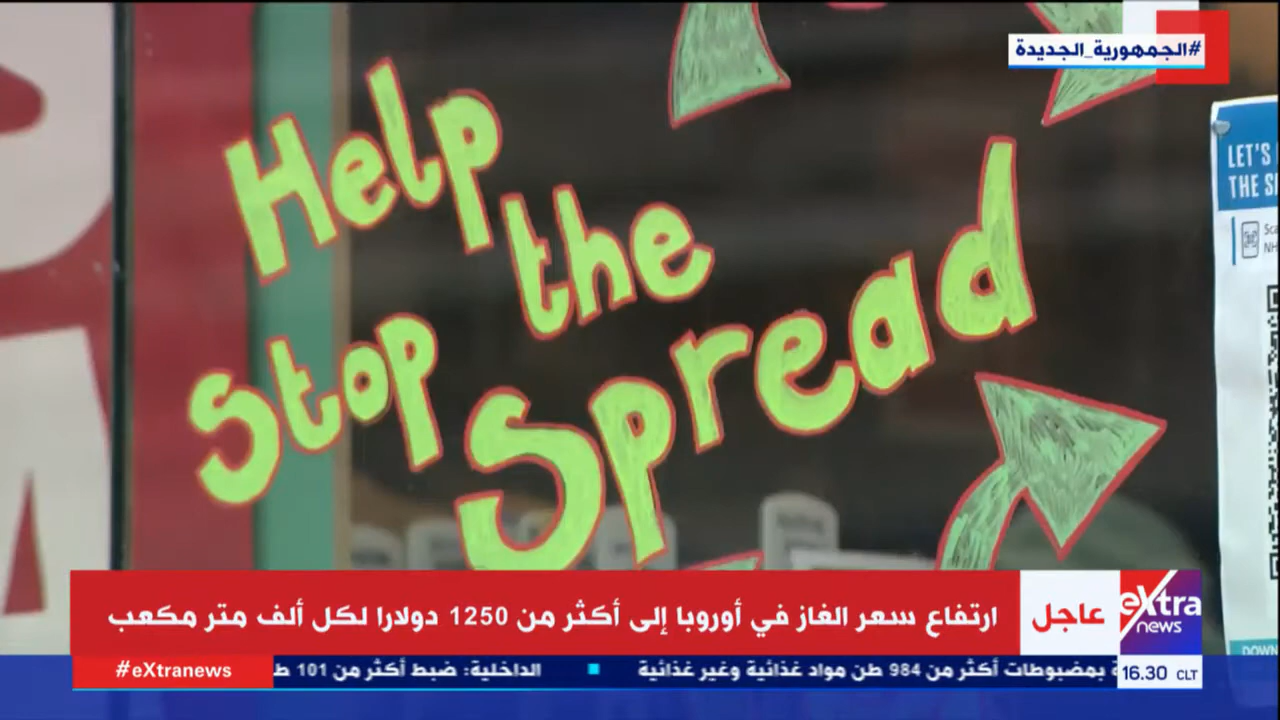 #الجمهورية_الجديدة
Help
the
Stop
Spread
LET'S
THE
عاجل
ارتفاع سعر الغاز في أوروبا إلى أكثر من 1250 دولارا لكل ألف متر مكعب
eXtra
news
#eXtranews
بمضبوطات أكثر من 984 طن مواد غذائية وغير غذائية
الداخلية: ضبط أكثر من 101
16.30 CLT